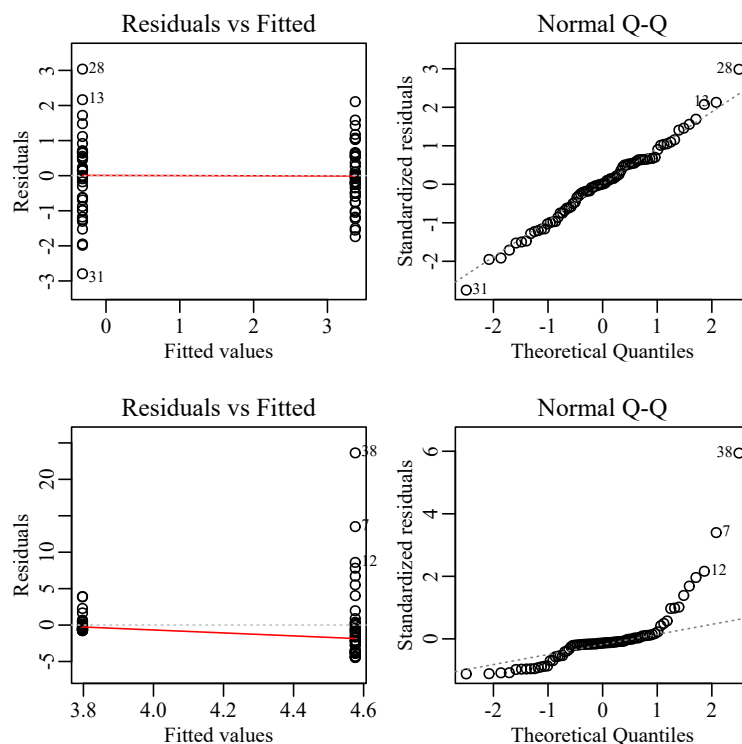 Residuals vs Fitted
Normal Q-Q
Residuals
3
2
1
0
-1
-2
-3
28
13
31
0 1 2 3
Fitted values
Standardized residuals
3
2
1
0
-1
-2
28
13
31
-2 -1 0 1 2
Theoretical Quantiles
Residuals vs Fitted
Normal Q-Q
Residuals
20
10
5
0
-5
38
7
12
3.8 4.0 4.2 4.4 4.6
Fitted values
Standardized residuals
6
4
2
0
38
7
12
-2 -1 0 1 2
Theoretical Quantiles